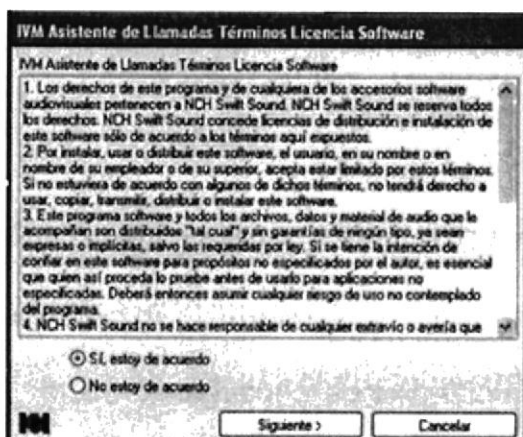 IVM Asistente de Llamadas Términos Licencia Software
IVM Asistente de Llamadas Términos Licencia Software
1. Los derechos de este programa y de cualquiera de los accesorios software
audiovisuales pertenecen a NCH Swift Sound. NCH Swift Sound se reserva todos
los derechos. NCH Swift Sound concede licencias de distribución e instalación de
este software sólo de acuerdo a los términos aquí expuestos.
2. Por instalar, usar o distribuir este software, el usuario, en su nombre o en
nombre de su empleador o de su superior, acepta estar limitado por estos términos.
Si no estuviera de acuerdo con algunos de dichos términos, no tendrá derecho a
usar, copiar, transmitir, distribuir o instalar este software.
3. Este programa software y todos los archivos, datos y material de audio que le
acompañan son distribuidos "tal cual" y sin garantías de ningún tipo, ya sean
expresas o implícitas, salvo las requeridas por ley. Si se tiene la intención de
confiar en este software para propósitos no especificados por el autor, es esencial
que quien así proceda lo pruebe antes de usarlo para aplicaciones no
especificadas. Deberá entonces asumir cualquier riesgo de uso no contemplado
del programa.
4. NCH Swift Sound no se hace responsable de cualquier extravío o avería que
Sí, estoy de acuerdo
No estoy de acuerdo
Siguiente >
Cancelar